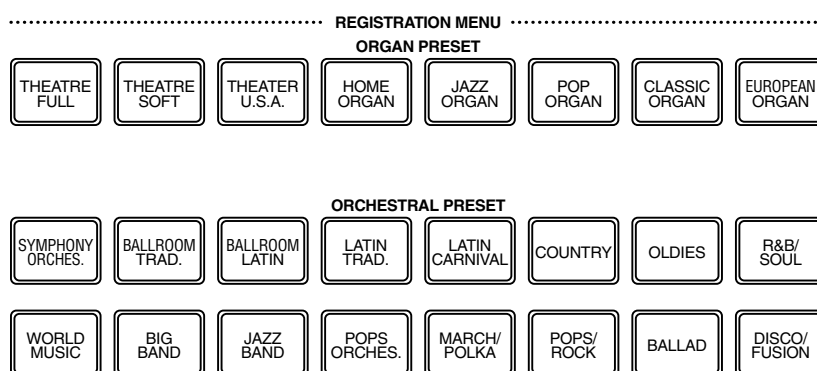 REGISTRATION MENU
ORGAN PRESET
THEATRE FULL
THEATRE SOFT
THEATER U.S.A.
HOME ORGAN
JAZZ ORGAN
POP ORGAN
CLASSIC ORGAN
EUROPEAN ORGAN
ORCHESTRAL PRESET
SYMPHONY ORCHES.
BALLROOM TRAD.
BALLROOM LATIN
LATIN TRAD.
LATIN CARNIVAL
COUNTRY
OLDIES
R&B/ SOUL
WORLD MUSIC
BIG BAND
JAZZ BAND
POPS ORCHES.
MARCH/ POLKA
POPS/ ROCK
BALLAD
DISCO/ FUSION